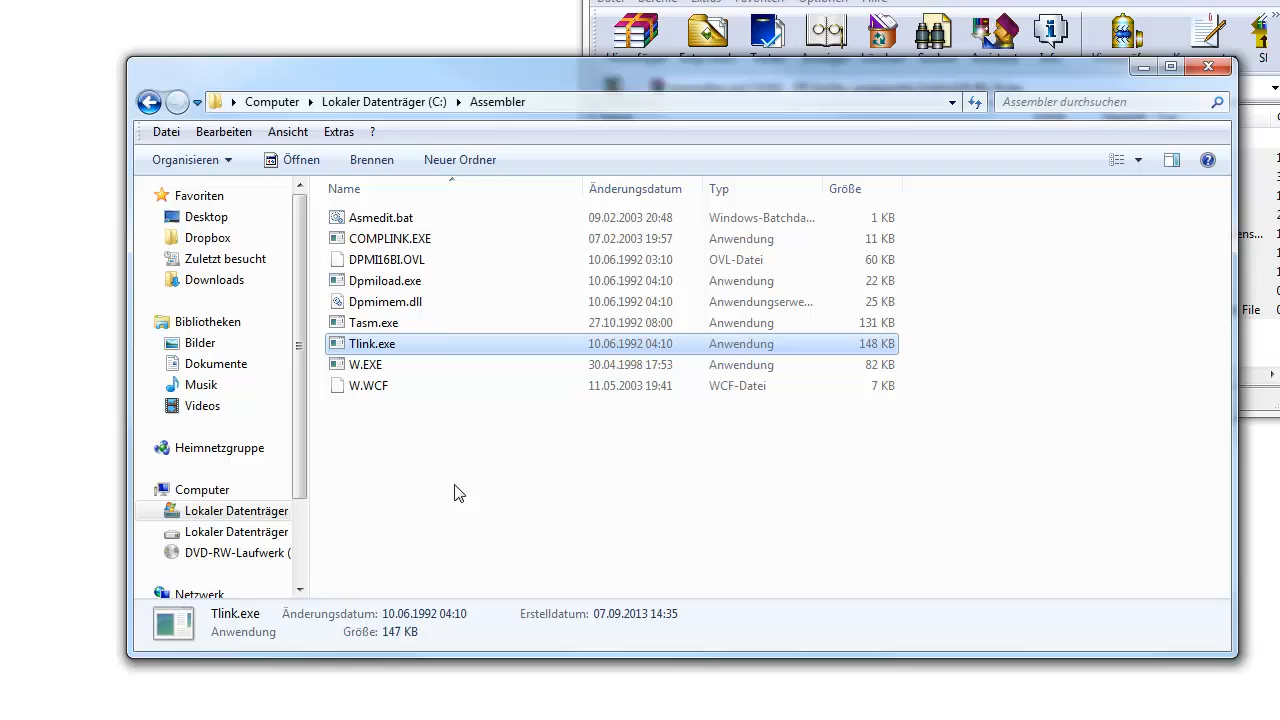 Computer Lokaler Datenträger (C:) Assembler
Assembler durchsuchen
Datei Bearbeiten Ansicht Extras ?
Organisieren Öffnen Brennen Neuer Ordner
Name Änderungsdatum Typ Größe
Favoriten
Desktop
Dropbox
Zuletzt besucht
Downloads
Bibliotheken
Bilder
Dokumente
Musik
Videos
Heimnetzgruppe
Computer
Lokaler Datenträger
Lokaler Datenträger
DVD-RW-Laufwerk (
Netzwerk
Asmedit.bat 09.02.2003 20:48 Windows-Batchda... 1 KB
COMPLINK.EXE 07.02.2003 19:57 Anwendung 11 KB
DPMI16BI.OVL 10.06.1992 03:10 OVL-Datei 60 KB
Dpmiload.exe 10.06.1992 04:10 Anwendung 22 KB
Dpmimem.dll 10.06.1992 04:10 Anwendungserwe... 25 KB
Tasm.exe 27.10.1992 08:00 Anwendung 131 KB
Tlink.exe 10.06.1992 04:10 Anwendung 148 KB
W.EXE 30.04.1998 17:53 Anwendung 82 KB
W.WCF 11.05.2003 19:41 WCF-Datei 7 KB
File
Tlink.exe Änderungsdatum: 10.06.1992 04:10 Erstelldatum: 07.09.2013 14:35
Anwendung Größe: 147 KB